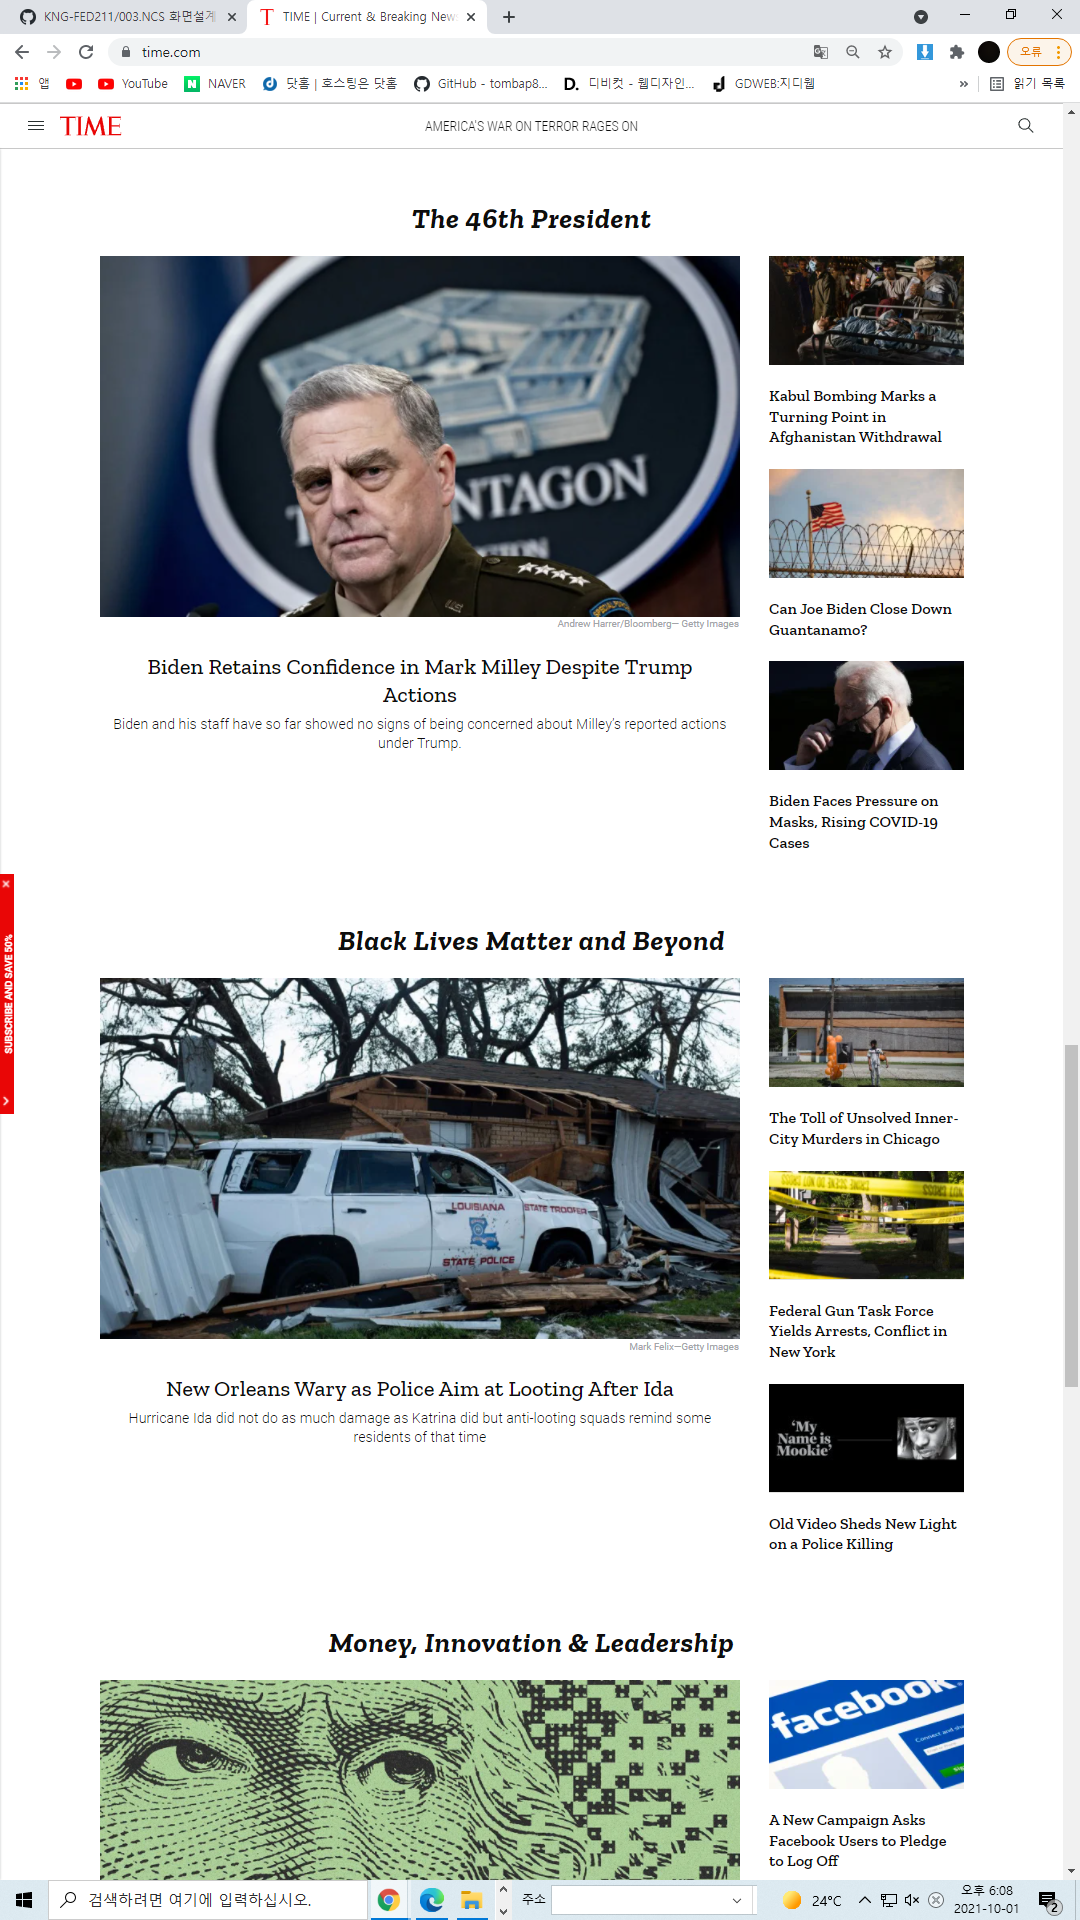 KNG-FED211/003.NCS 화면설계
TIME | Current & Breaking New
time.com
오류
앱
YouTube
NAVER
닷홈 | 호스팅은 닷홈
GitHub - tombap8...
디비컷 - 웹디자인...
GDWEB:지디웹
»
읽기 목록
TIME
AMERICA'S WAR ON TERROR RAGES ON
The 46th President
NTAGON
Andrew Harrer/Bloomberg— Getty Images
Biden Retains Confidence in Mark Milley Despite Trump
Actions
Biden and his staff have so far showed no signs of being concerned about Milley's reported actions
under Trump.
Kabul Bombing Marks a
Turning Point in
Afghanistan Withdrawal
Can Joe Biden Close Down
Guantanamo?
Biden Faces Pressure on
Masks, Rising COVID-19
Cases
SUBSCRIBE AND SAVE 50%
Black Lives Matter and Beyond
LOUISIANA STATE TROOPER
STATE POLICE
Mark Felix—Getty Images
New Orleans Wary as Police Aim at Looting After Ida
Hurricane Ida did not do as much damage as Katrina did but anti-looting squads remind some
residents of that time
The Toll of Unsolved Inner-
City Murders in Chicago
Federal Gun Task Force
Yields Arrests, Conflict in
New York
'My
Name is
Mookie'
Old Video Sheds New Light
on a Police Killing
Money, Innovation & Leadership
facebook
A New Campaign Asks
Facebook Users to Pledge
to Log Off
검색하려면 여기에 입력하십시오.
주소
24°C
오후 6:08
2021-10-01
2